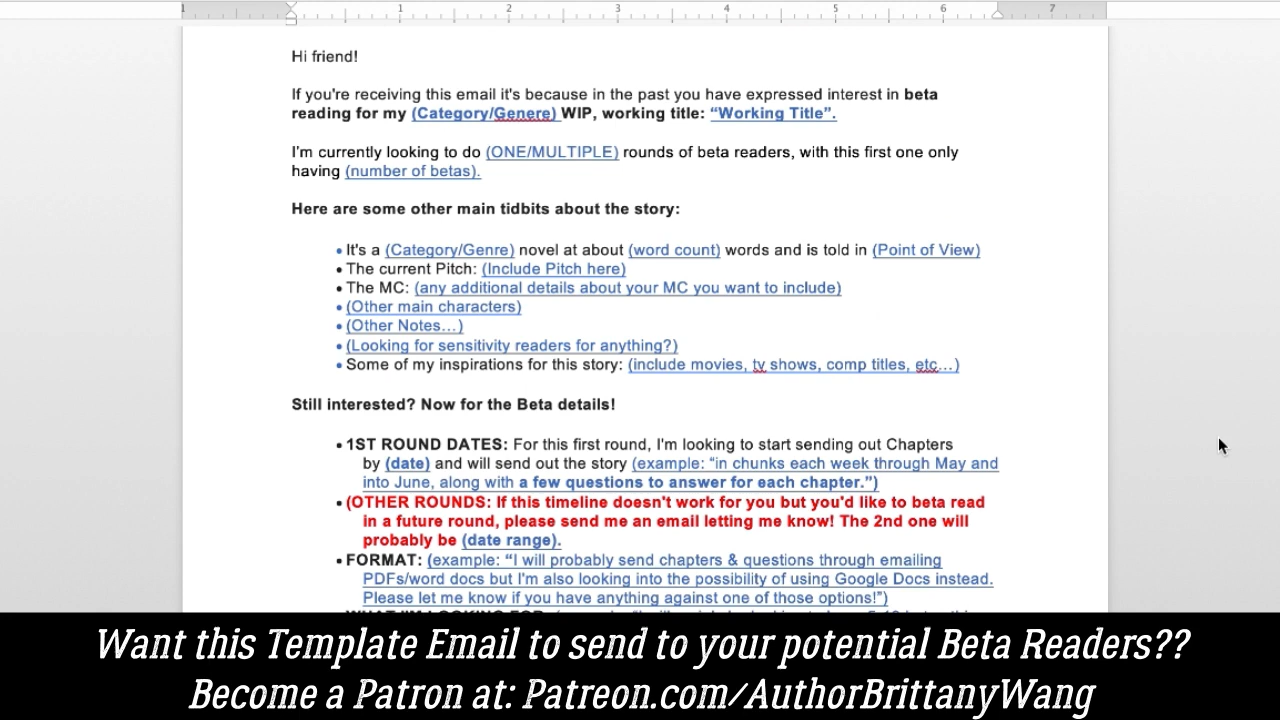 1 1 2 3 4 5 6 7
Hi friend!
If you're receiving this email it's because in the past you have expressed interest in beta
reading for my (Category/Genere) WIP, working title: “Working Title”.
I'm currently looking to do (ONE/MULTIPLE) rounds of beta readers, with this first one only
having (number of betas).
Here are some other main tidbits about the story:
• It's a (Category/Genre) novel at about (word count) words and is told in (Point of View)
• The current Pitch: (Include Pitch here)
• The MC: (any additional details about your MC you want to include)
• (Other main characters)
• (Other Notes…)
• (Looking for sensitivity readers for anything?)
• Some of my inspirations for this story: (include movies, tv shows, comp titles, etc…)
Still interested? Now for the Beta details!
• 1ST ROUND DATES: For this first round, I'm looking to start sending out Chapters
by (date) and will send out the story (example: “in chunks each week through May and
into June, along with a few questions to answer for each chapter.”)
• (OTHER ROUNDS: If this timeline doesn't work for you but you'd like to beta read
in a future round, please send me an email letting me know! The 2nd one will
probably be (date range).
• FORMAT: (example: “I will probably send chapters & questions through emailing
PDFs/word docs but I'm also looking into the possibility of using Google Docs instead.
Please let me know if you have anything against one of those options!”)
Want this Template Email to send to your potential Beta Readers??
Become a Patron at: Patreon.com/AuthorBrittanyWang